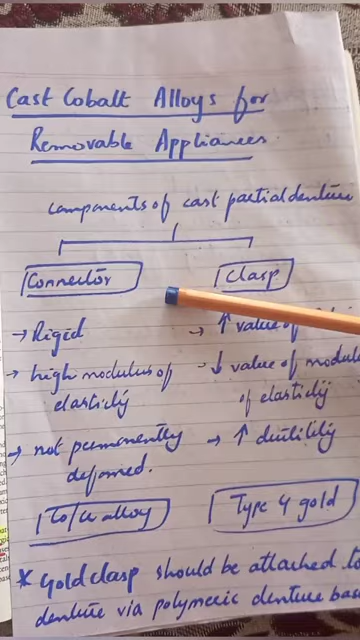 Cast Cobalt Alloys for
Removable Appliances.
components of cast partial denture
Connector
Clasp
→ Rigid
→ high modulus of
elasticity
→ not permanently
deformed.
→ ↑ value of
→ ↓ value of
of elasticity
→ ↑ ductility
Co/Cr alloy
Type 4 gold
* Gold clasp should be attached to
denture via polymeric denture